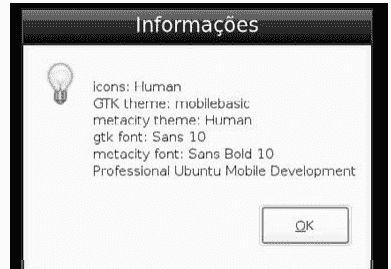 Informações
icons: Human
GTK theme: mobilebasic
metacity theme: Human
gtk font: Sans 10
metacity font: Sans Bold 10
Professional Ubuntu Mobile Development
OK